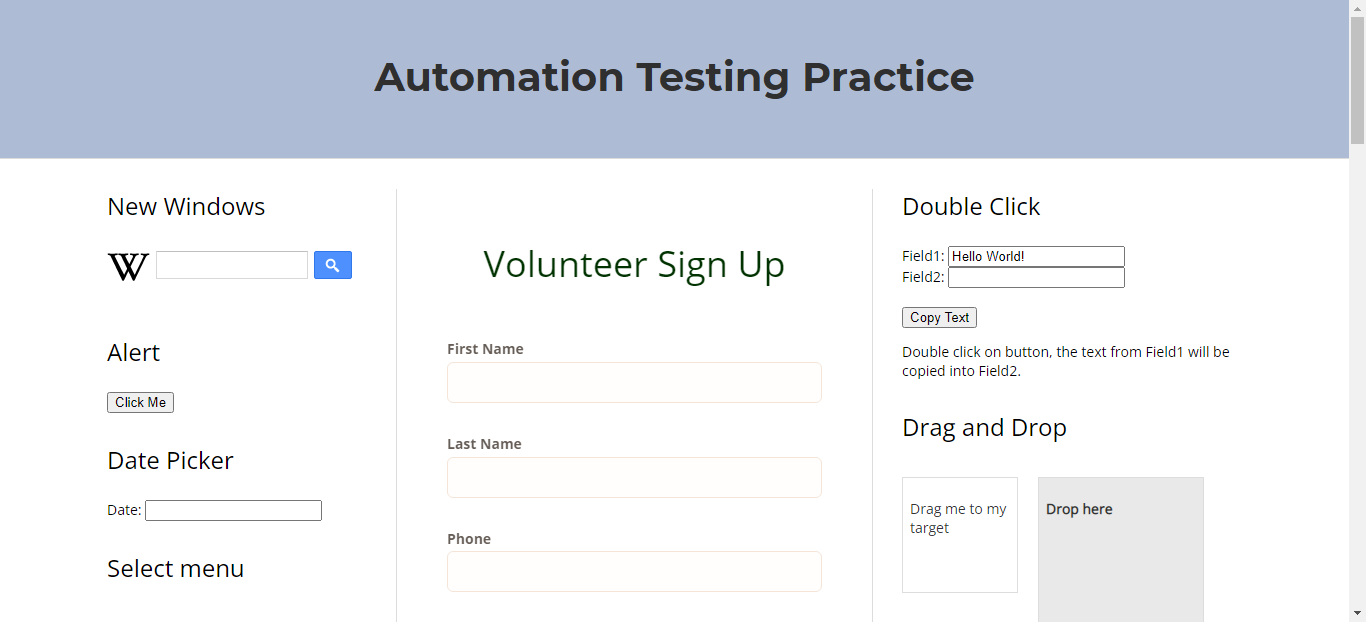 Automation Testing Practice
New Windows
W
Alert
Click Me
Date Picker
Date:
Select menu
Volunteer Sign Up
First Name
Last Name
Phone
Double Click
Field1: Hello World!
Field2:
Copy Text
Double click on button, the text from Field1 will be
copied into Field2.
Drag and Drop
Drag me to my
target
Drop here